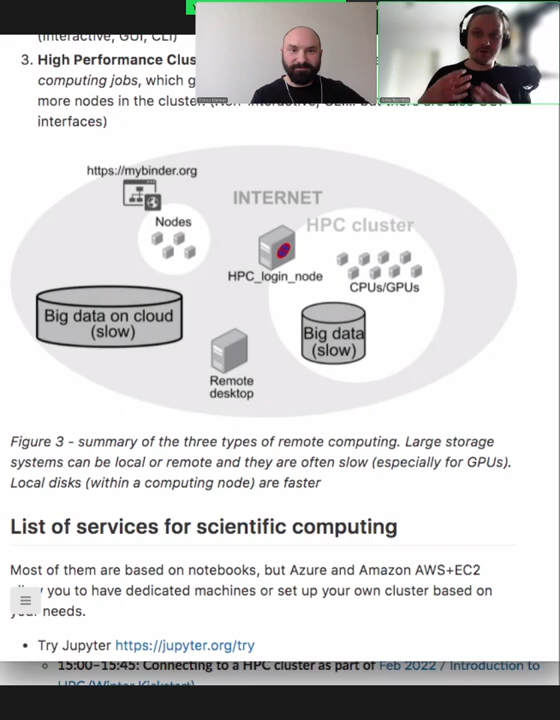 (interactive, GUI, CLI)
3. High Performance Clus
computing jobs, which g
more nodes in the cluste
interfaces)
https://mybinder.org
INTERNET
Nodes
HPC cluster
HPC_login_node
CPUs/GPUs
Big data on cloud
(slow)
Big data
(slow)
Remote
desktop
Figure 3 - summary of the three types of remote computing. Large storage
systems can be local or remote and they are often slow (especially for GPUs).
Local disks (within a computing node) are faster
List of services for scientific computing
Most of them are based on notebooks, but Azure and Amazon AWS+EC2
you to have dedicated machines or set up your own cluster based on
needs.
• Try Jupyter https://jupyter.org/try
15:00–15:45: Connecting to a HPC cluster as part of Feb 2022 / Introduction to
HPC (Winter Kickstart)